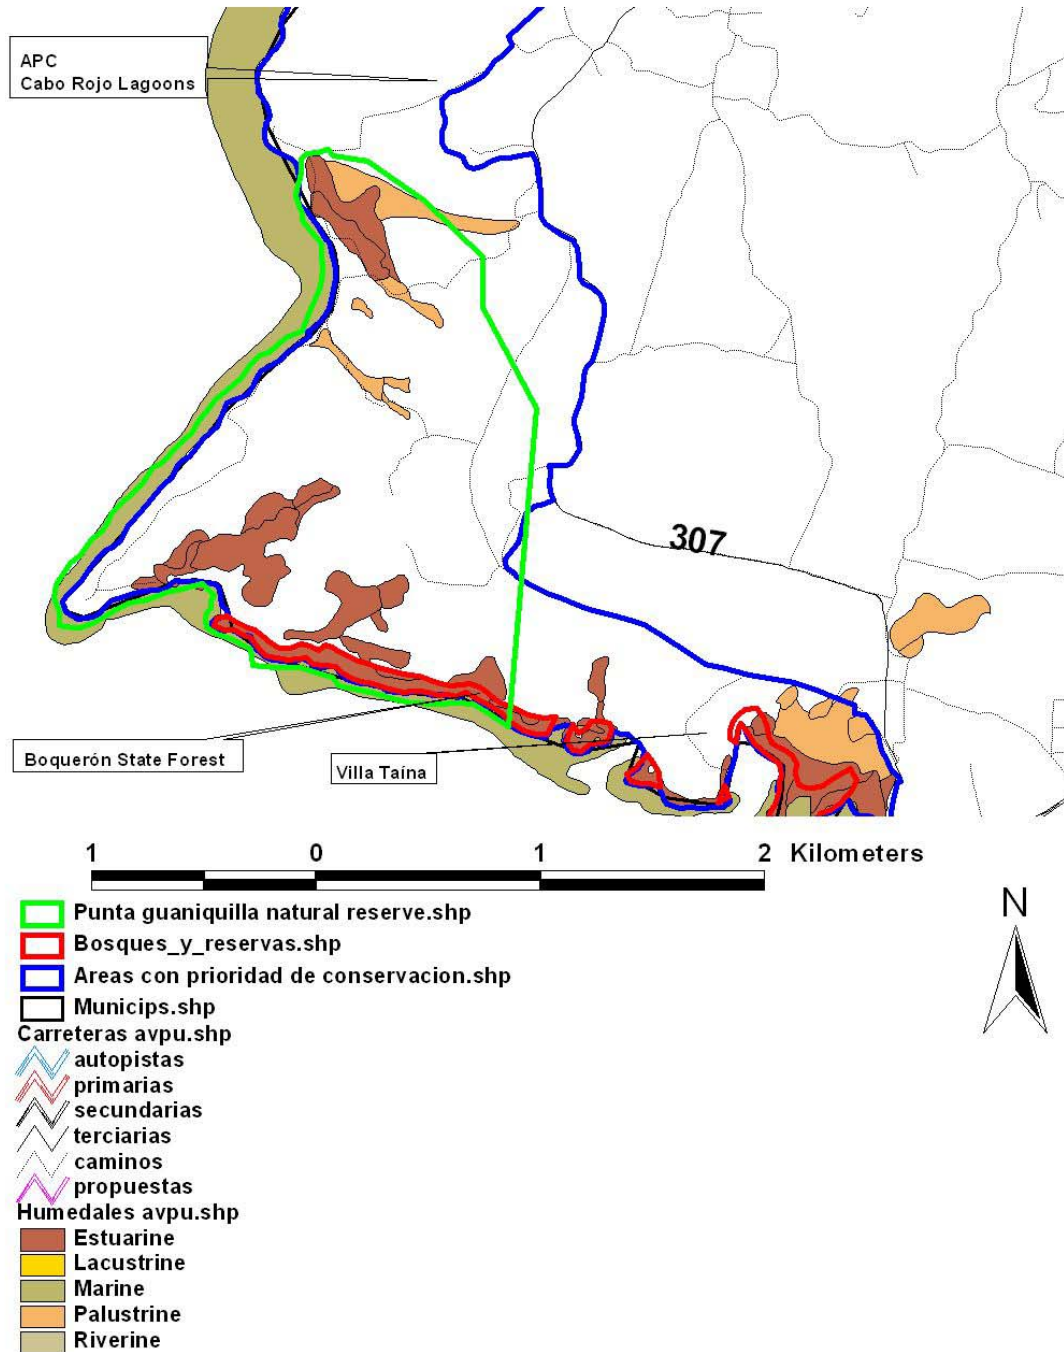 APC
Cabo Rojo Lagoons
307
Boquerón State Forest
Villa Taína
1 0 1 2 Kilometers
N
Punta guaniquilla natural reserve.shp
Bosques_y_reservas.shp
Areas con prioridad de conservacion.shp
Municips.shp
Carreteras avpu.shp
autopistas
primarias
secundarias
terciarias
caminos
propuestas
Humedales avpu.shp
Estuarine
Lacustrine
Marine
Palustrine
Riverine